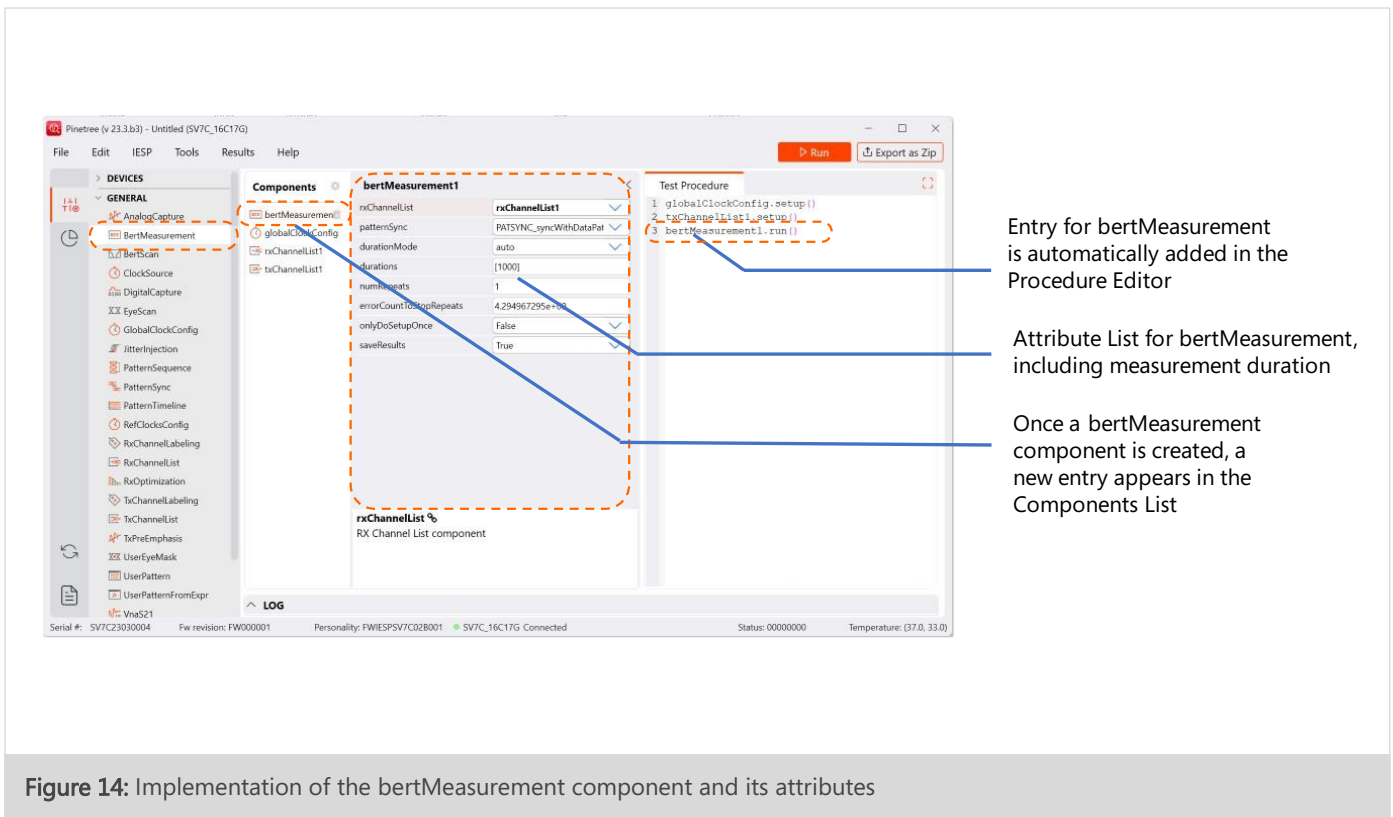 Pinetree (v 23.3.b3) - Untitled (SV7C_16C17G)
File Edit IESP Tools Results Help
Run
Export as Zip
DEVICES
GENERAL
AnalogCapture
BertMeasurement
BertScan
ClockSource
DigitalCapture
EyeScan
GlobalClockConfig
JitterInjection
PatternSequence
PatternSync
PatternTimeline
RefClocksConfig
RxChannelLabeling
RxChannelList
RxOptimization
TxChannelLabeling
TxChannelList
TxPreEmphasis
UserEyeMask
UserPattern
UserPatternFromExpr
VnaS21
Components
bertMeasurement
globalClockConfig
rxChannelList1
txChannelList1
bertMeasurement1
rxChannelList rxChannelList1
patternSync PATSYNC_syncWithDataPat
durationMode auto
durations [1000]
numRepeats 1
errorCountToStopRepeats
onlyDoSetupOnce False
saveResults True
rxChannelList
RX Channel List component
LOG
Test Procedure
1 globalClockConfig.setup()
2 txChannelList1.setup()
3 bertMeasurement1.run()
Serial #: SV7C23030004 Fw revision: FW000001 Personality: FWIESPSV7C02B001 SV7C_16C17G Connected Status: 00000000 Temperature: (37.0, 33.0)
Entry for bertMeasurement
is automatically added in the
Procedure Editor
Attribute List for bertMeasurement,
including measurement duration
Once a bertMeasurement
component is created, a
new entry appears in the
Components List
Figure 14: Implementation of the bertMeasurement component and its attributes